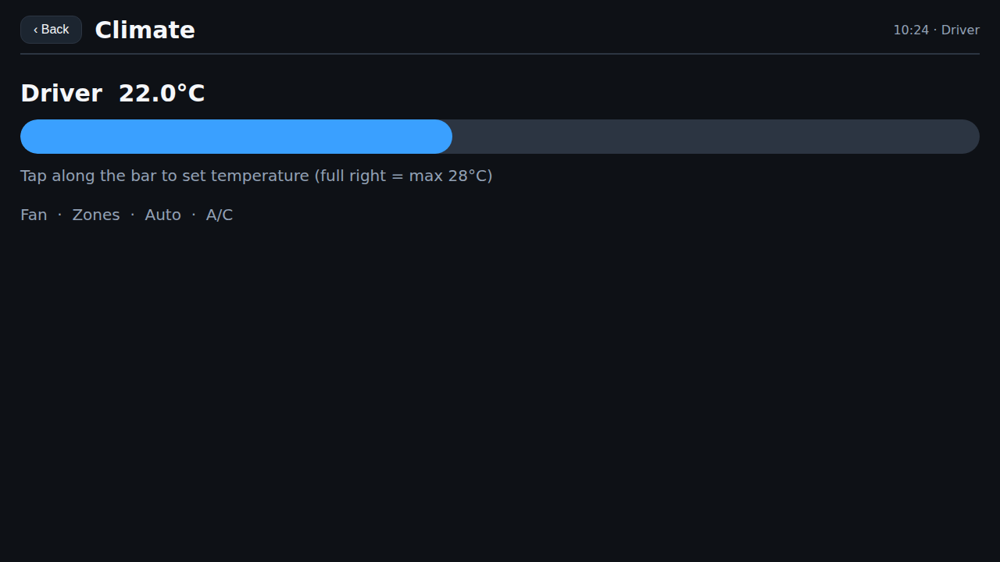 ‹ Back Climate 10:24 · Driver
Driver 22.0°C
Tap along the bar to set temperature (full right = max 28°C)
Fan · Zones · Auto · A/C